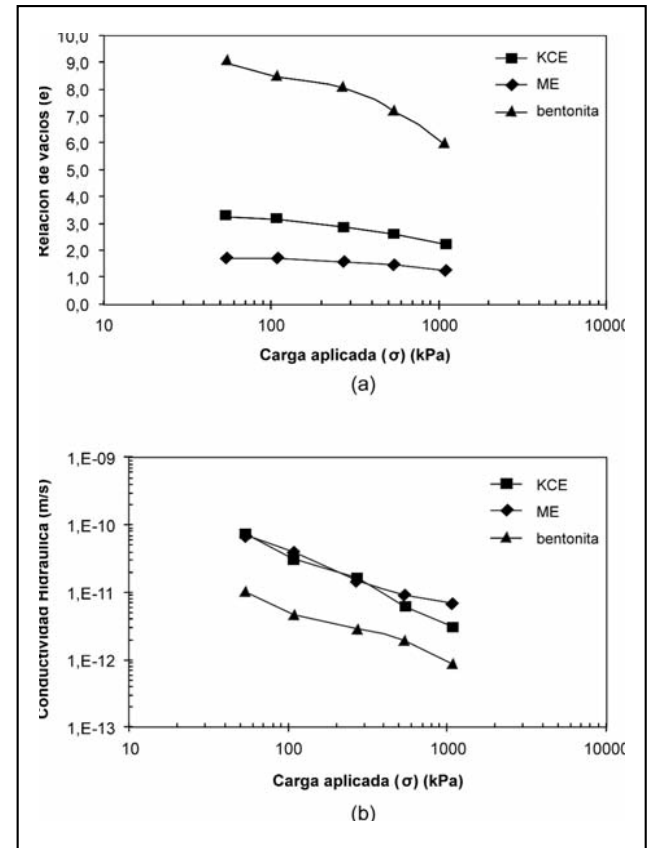 10,0
9,0
8,0
7,0
6,0
5,0
4,0
3,0
2,0
1,0
0,0
Relación de vacíos (e)
KCE
ME
bentonita
10 100 1000 10000
Carga aplicada (σ) (kPa)
(a)
1,E-09
1,E-10
1,E-11
1,E-12
1,E-13
Conductividad Hidráulica (m/s)
KCE
ME
bentonita
10 100 1000 10000
Carga aplicada (σ) (kPa)
(b)